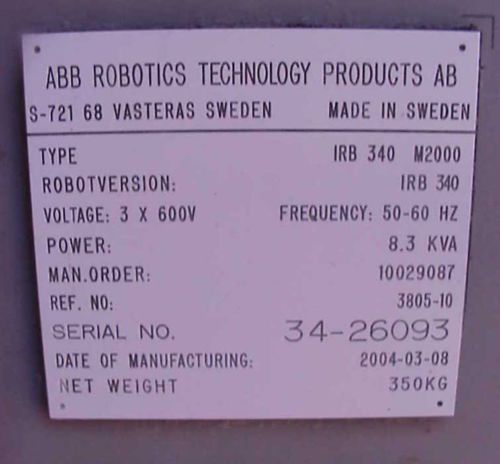 ABB ROBOTICS TECHNOLOGY PRODUCTS AB
S-721 68 VASTERAS SWEDEN MADE IN SWEDEN
TYPE IRB 340 M2000
ROBOTVERSION: IRB 340
VOLTAGE: 3 X 600V FREQUENCY: 50-60 HZ
POWER: 8.3 KVA
MAN.ORDER: 10029087
REF. NO: 3805-10
SERIAL NO. 34-26093
DATE OF MANUFACTURING: 2004-03-08
NET WEIGHT 350KG